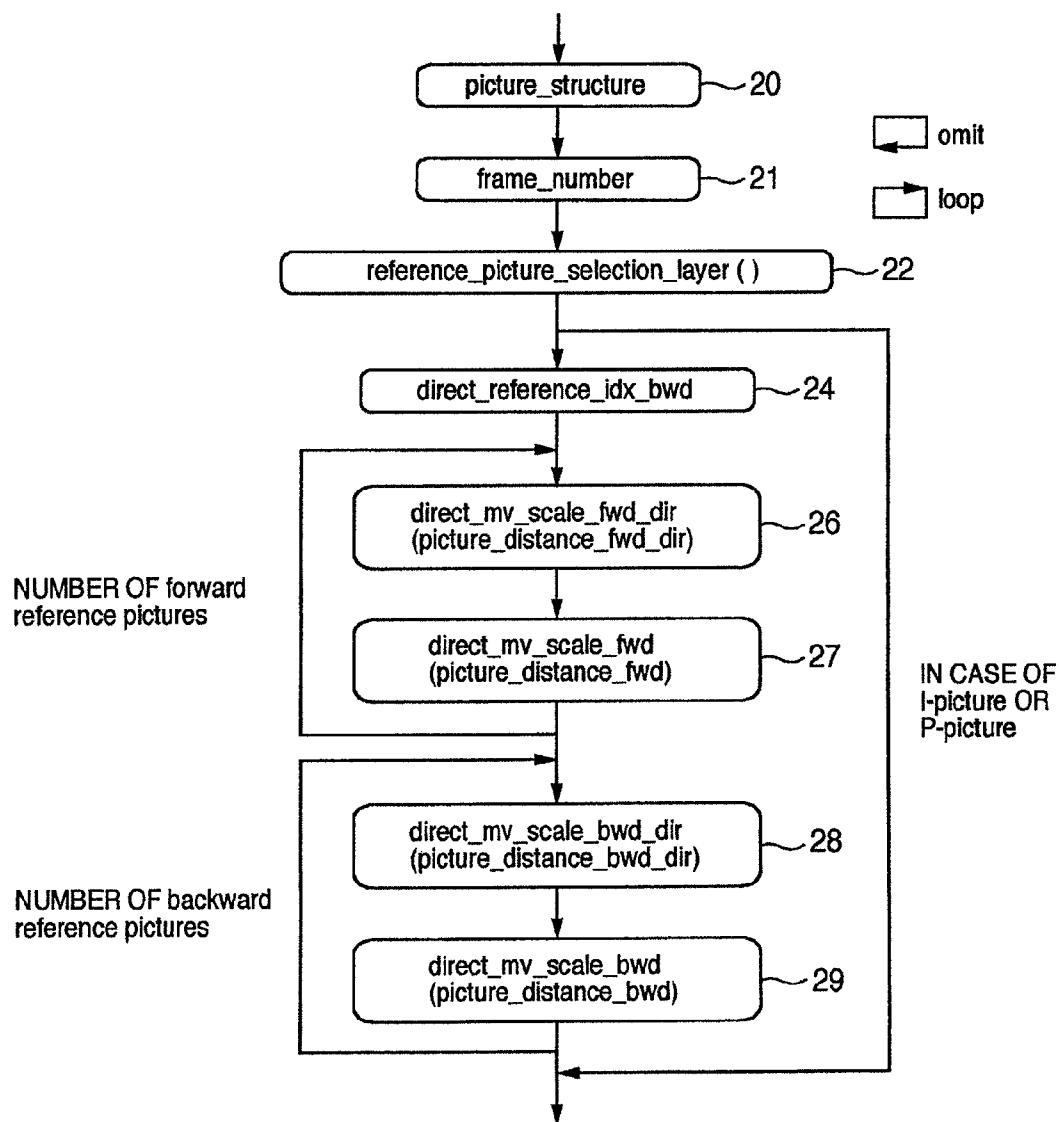 picture_structure
20
omit
frame_number
21
loop
reference_picture_selection_layer ( )
22
direct_reference_idx_bwd
24
direct_mv_scale_fwd_dir
(picture_distance_fwd_dir)
26
NUMBER OF forward
reference pictures
direct_mv_scale_fwd
(picture_distance_fwd)
27
IN CASE OF
I-picture OR
P-picture
direct_mv_scale_bwd_dir
(picture_distance_bwd_dir)
28
NUMBER OF backward
reference pictures
direct_mv_scale_bwd
(picture_distance_bwd)
29